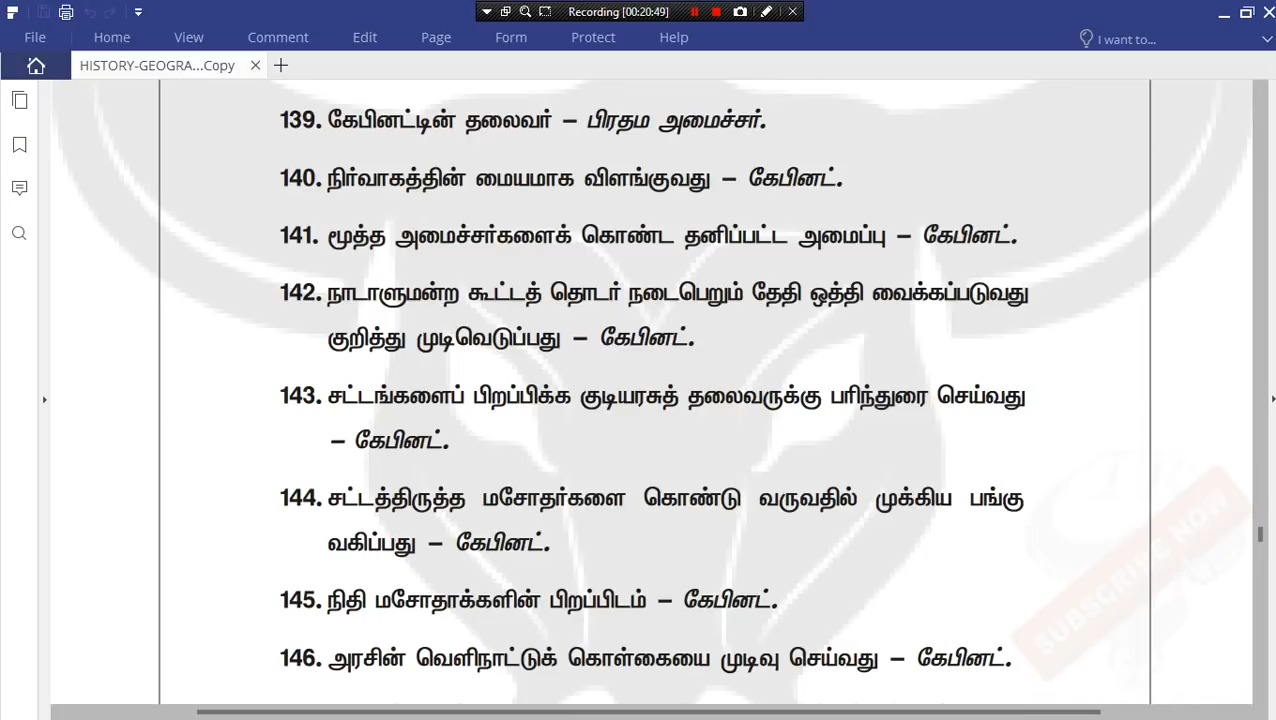 Recording [00:20:49]
File Home View Comment Edit Page Form Protect Help I want to...
HISTORY-GEOGRA...Copy
139. கேபினட்டின் தலைவர் – பிரதம அமைச்சர்.
140. நிர்வாகத்தின் மையமாக விளங்குவது – கேபினட்.
141. மூத்த அமைச்சர்களைக் கொண்ட தனிப்பட்ட அமைப்பு – கேபினட்.
142. நாடாளுமன்ற கூட்டத் தொடர் நடைபெறும் தேதி ஒத்தி வைக்கப்படுவது
குறித்து முடிவெடுப்பது – கேபினட்.
143. சட்டங்களைப் பிறப்பிக்க குடியரசுத் தலைவருக்கு பரிந்துரை செய்வது
– கேபினட்.
144. சட்டத்திருத்த மசோதர்களை கொண்டு வருவதில் முக்கிய பங்கு
வகிப்பது – கேபினட்.
145. நிதி மசோதாக்களின் பிறப்பிடம் – கேபினட்.
146. அரசின் வெளிநாட்டுக் கொள்கையை முடிவு செய்வது – கேபினட்.
SUBSCRIBE NOW